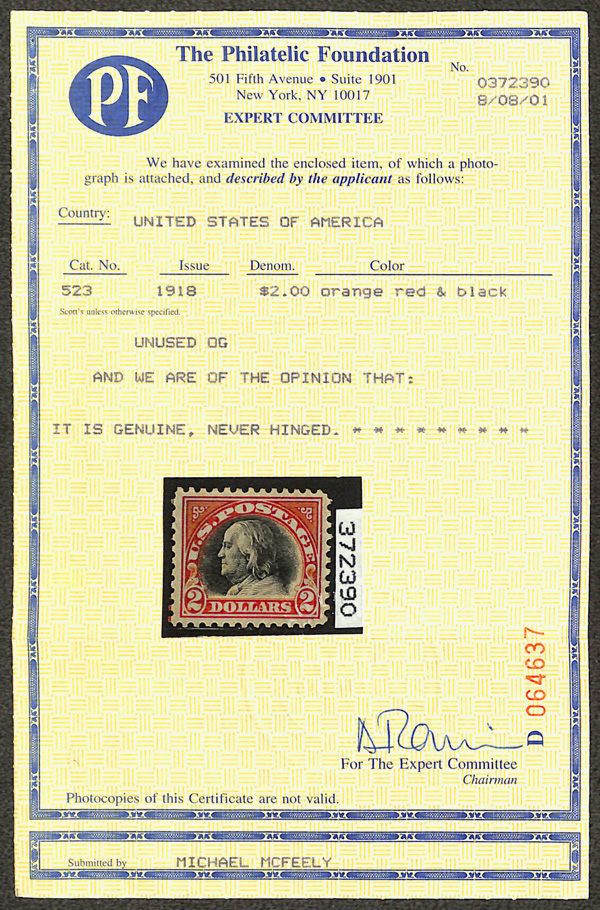 PF
The Philatelic Foundation
501 Fifth Avenue • Suite 1901
New York, NY 10017
EXPERT COMMITTEE
No.
0372390
8/08/01
We have examined the enclosed item, of which a photo-
graph is attached, and described by the applicant as follows:
Country: UNITED STATES OF AMERICA
Cat. No. Issue Denom. Color
523 1918 $2.00 orange red & black
Scott's unless otherwise specified.
UNUSED OG
AND WE ARE OF THE OPINION THAT:
IT IS GENUINE, NEVER HINGED. * * * * * * * * *
U.S. POSTAGE
2 DOLLARS 2
372390
D 064637
For The Expert Committee
Chairman
Photocopies of this Certificate are not valid.
Submitted by MICHAEL MCFEELY